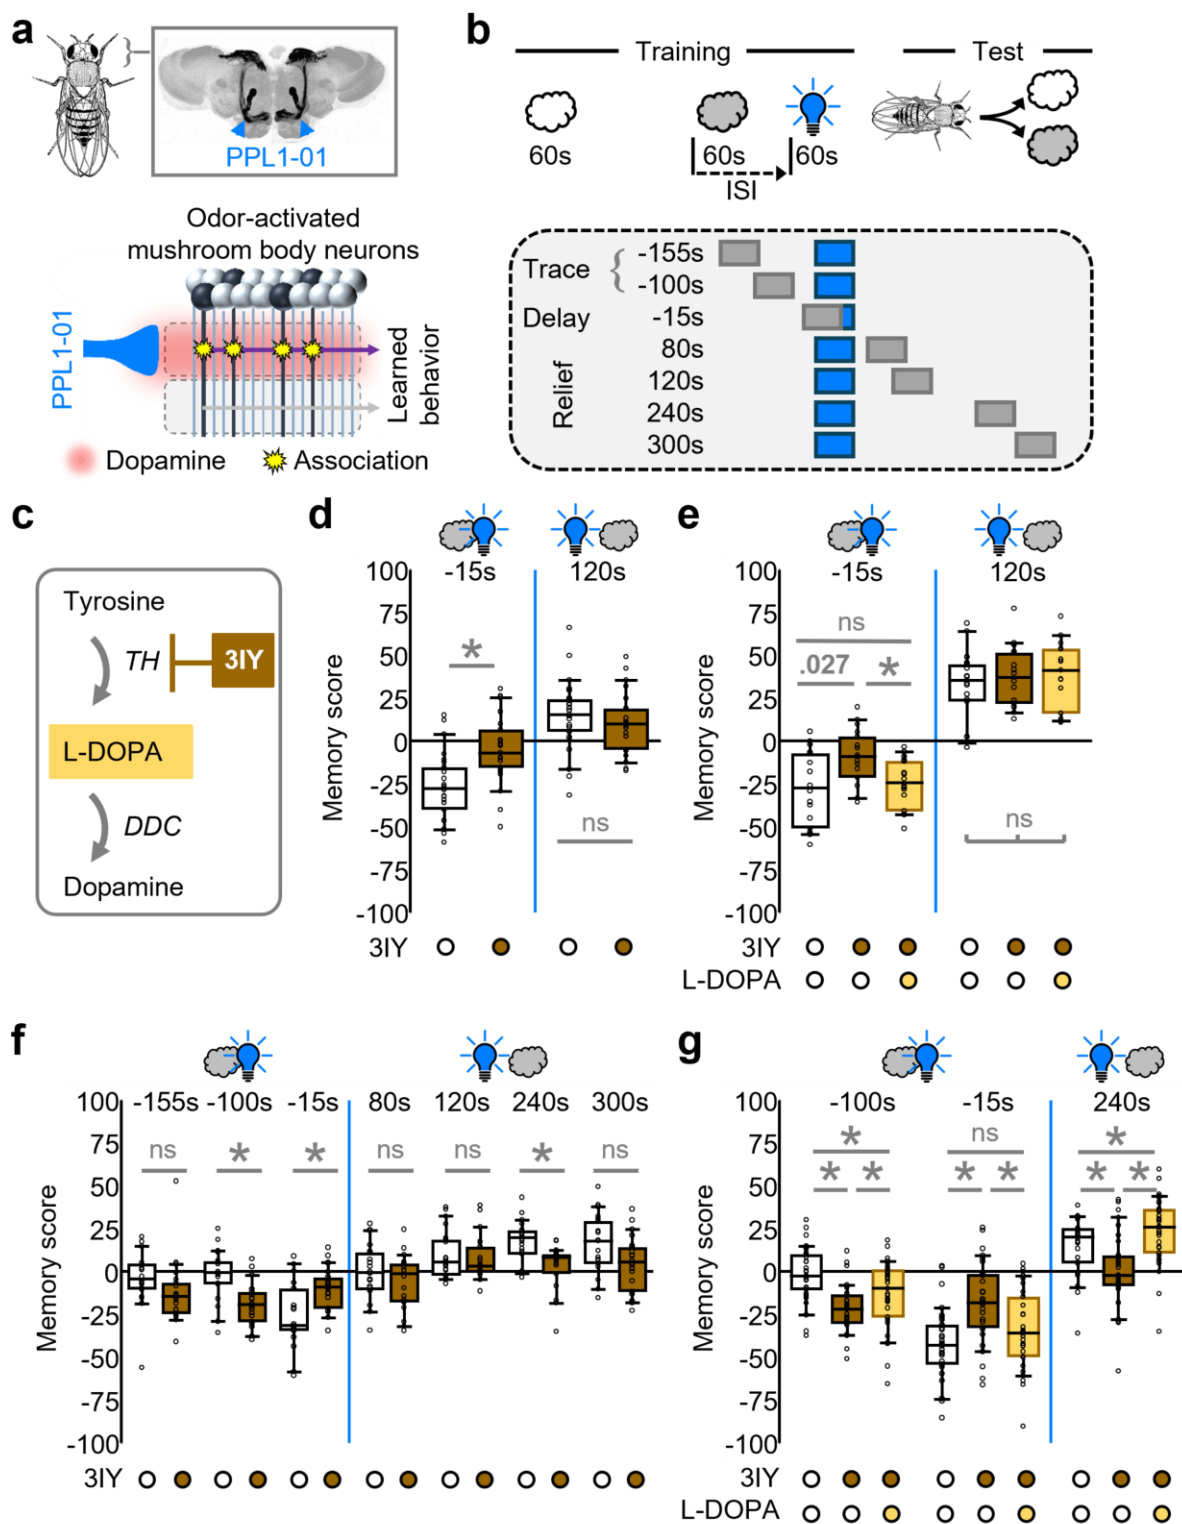 a
PPL1-01
Odor-activated
mushroom body neurons
PPL1-01
Learned
behavior
Dopamine
Association
b
Training
Test
60s
60s
60s
ISI
Trace
-155s
-100s
Delay
-15s
Relief
80s
120s
240s
300s
c
Tyrosine
TH
3IY
L-DOPA
DDC
Dopamine
d
-15s
120s
Memory score
100
75
50
25
0
-25
-50
-75
-100
*
ns
3IY
e
-15s
120s
Memory score
100
75
50
25
0
-25
-50
-75
-100
ns
.027
*
ns
3IY
L-DOPA
f
-155s -100s -15s 80s 120s 240s 300s
Memory score
100
75
50
25
0
-25
-50
-75
-100
ns * * ns ns * ns
3IY
g
-100s -15s 240s
Memory score
100
75
50
25
0
-25
-50
-75
-100
* ns *
* * * * * *
3IY
L-DOPA